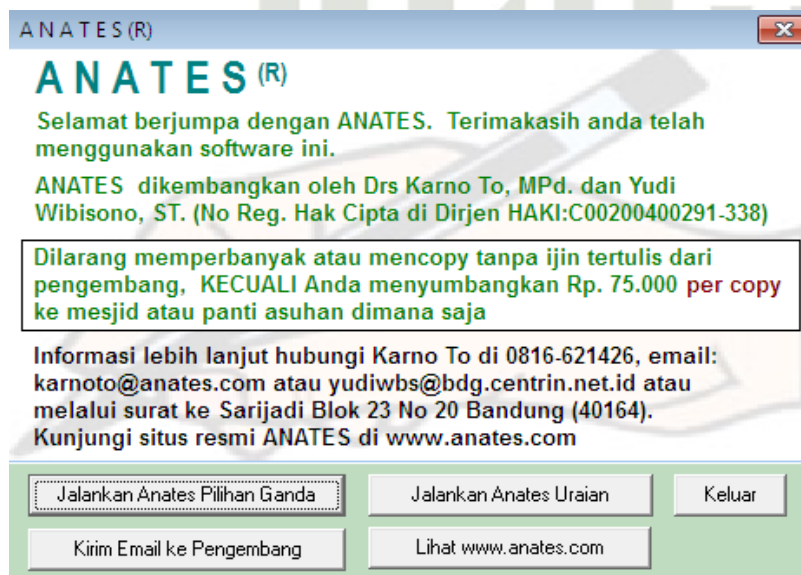 A N A T E S (R)
A N A T E S (R)
Selamat berjumpa dengan ANATES. Terimakasih anda telah
menggunakan software ini.
ANATES dikembangkan oleh Drs Karno To, MPd. dan Yudi
Wibisono, ST. (No Reg. Hak Cipta di Dirjen HAKI:C00200400291-338)
Dilarang memperbanyak atau mencopy tanpa ijin tertulis dari
pengembang, KECUALI Anda menyumbangkan Rp. 75.000 per copy
ke mesjid atau panti asuhan dimana saja
Informasi lebih lanjut hubungi Karno To di 0816-621426, email:
karnoto@anates.com atau yudiwbs@bdg.centrin.net.id atau
melalui surat ke Sarijadi Blok 23 No 20 Bandung (40164).
Kunjungi situs resmi ANATES di www.anates.com
Jalankan Anates Pilihan Ganda
Jalankan Anates Uraian
Keluar
Kirim Email ke Pengembang
Lihat www.anates.com